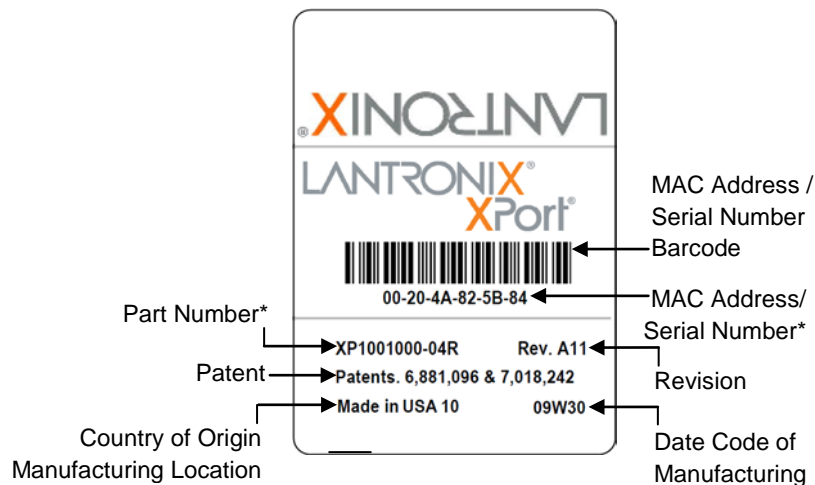 LANTRONIX®
LANTRONIX®
XPort®
MAC Address /
Serial Number
Barcode
00-20-4A-82-5B-84
MAC Address/
Serial Number*
Part Number*
XP1001000-04R Rev. A11
Revision
Patent
Patents. 6,881,096 & 7,018,242
Made in USA 10 09W30
Country of Origin
Manufacturing Location
Date Code of
Manufacturing